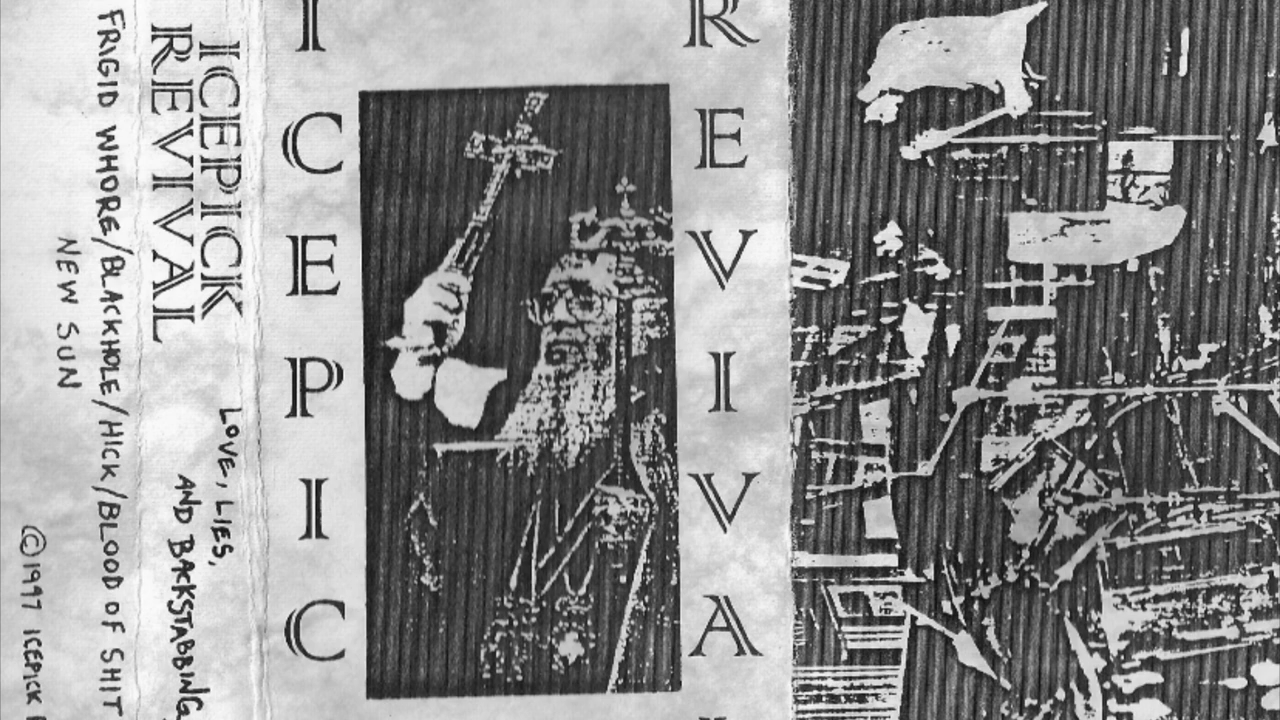 ICEPIC
REVIVA
ICEPICK
REVIVAL
LOVE, LIES,
AND BACKSTABBING
FRIGID WHORE/BLACKHOLE/HICK/BLOOD OF SHIT
NEW SUN
©1997 ICEPICK